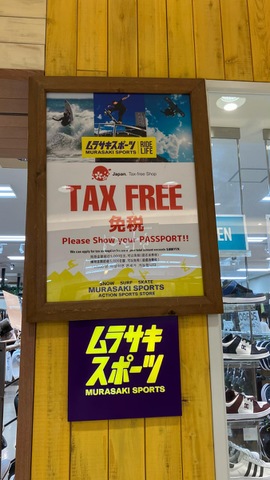 ムラサキスポーツ
MURASAKI SPORTS
RIDE
LIFE
Japan. Tax-free Shop
TAX FREE
免税
Please Show your PASSPORT!!
SNOW SURF SKATE
MURASAKI SPORTS
ACTION SPORTS STORE
ムラサキ
スポーツ
MURASAKI SPORTS